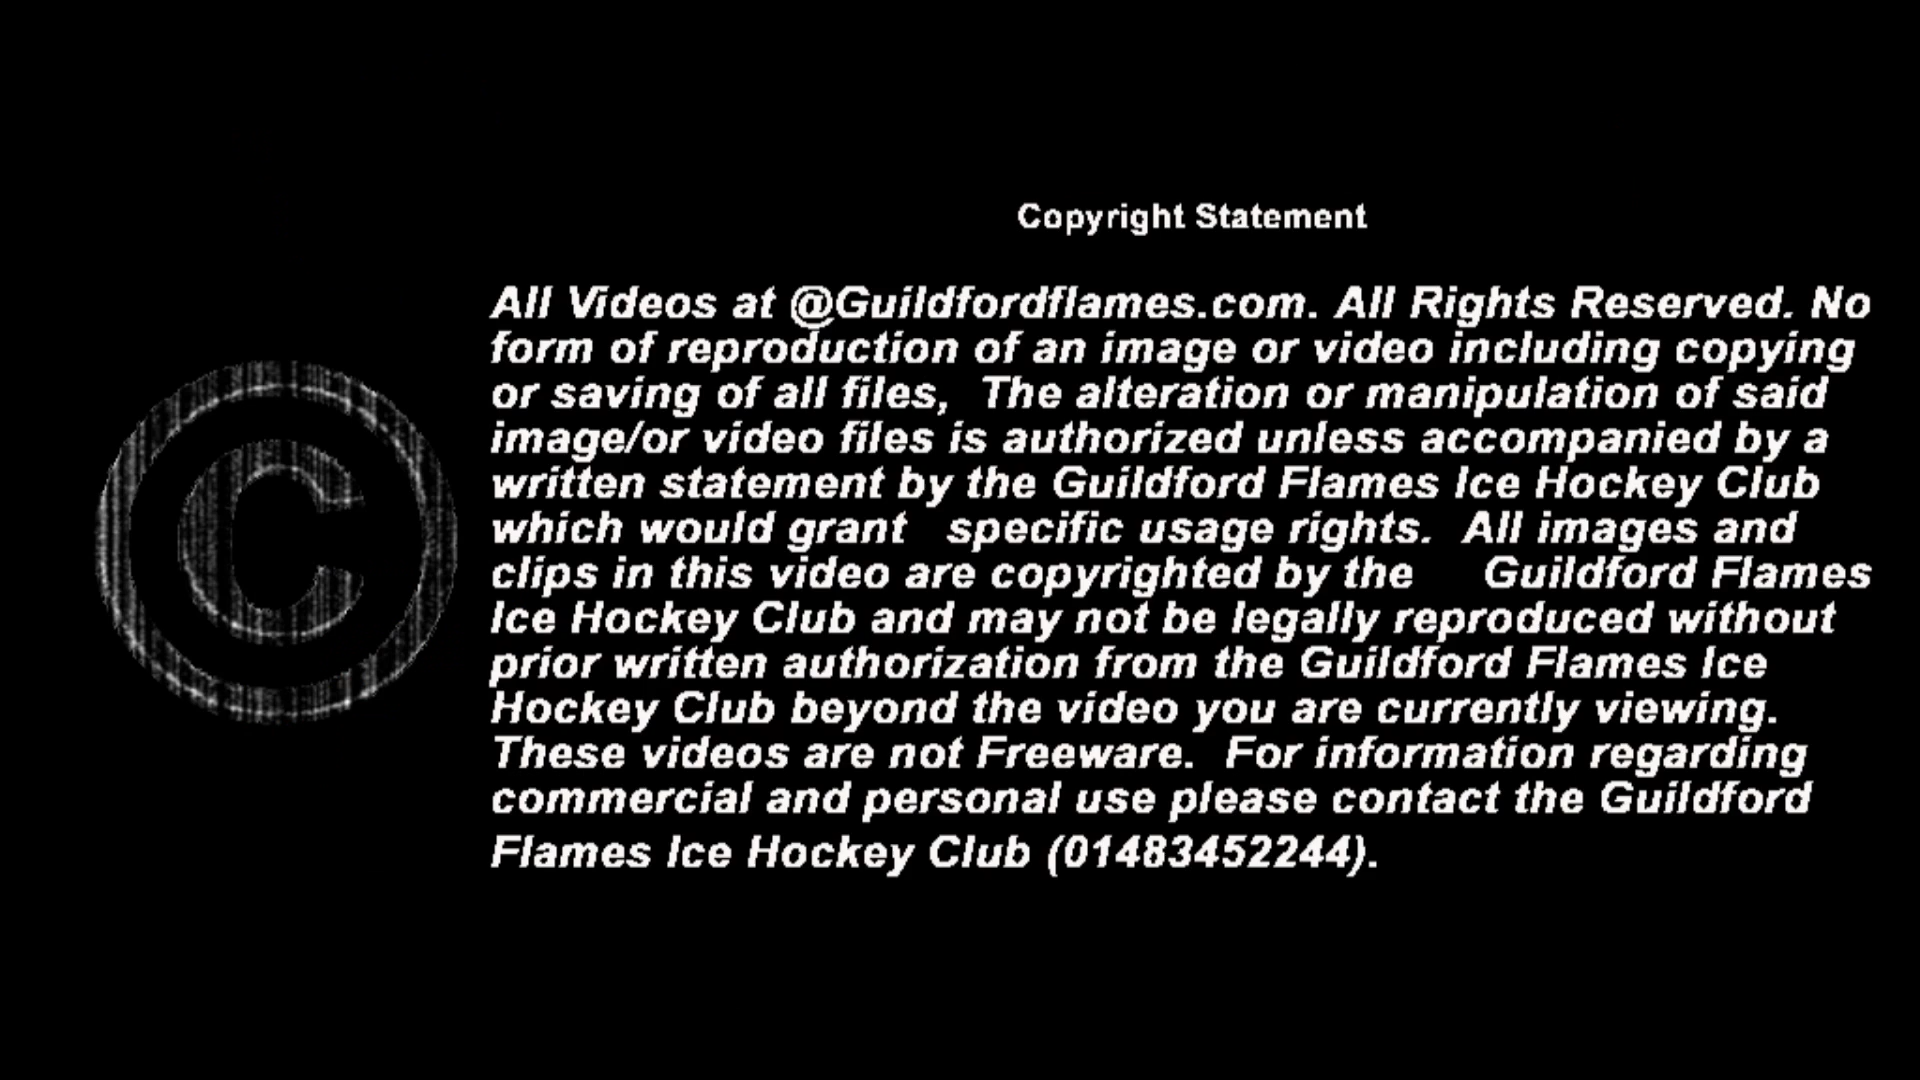 Copyright Statement
All Videos at @Guildfordflames.com. All Rights Reserved. No
form of reproduction of an image or video including copying
or saving of all files,  The alteration or manipulation of said
image/or video files is authorized unless accompanied by a
written statement by the Guildford Flames Ice Hockey Club
which would grant   specific usage rights.  All images and
clips in this video are copyrighted by the     Guildford Flames
Ice Hockey Club and may not be legally reproduced without
prior written authorization from the Guildford Flames Ice
Hockey Club beyond the video you are currently viewing.
These videos are not Freeware.  For information regarding
commercial and personal use please contact the Guildford
Flames Ice Hockey Club (01483452244).
©